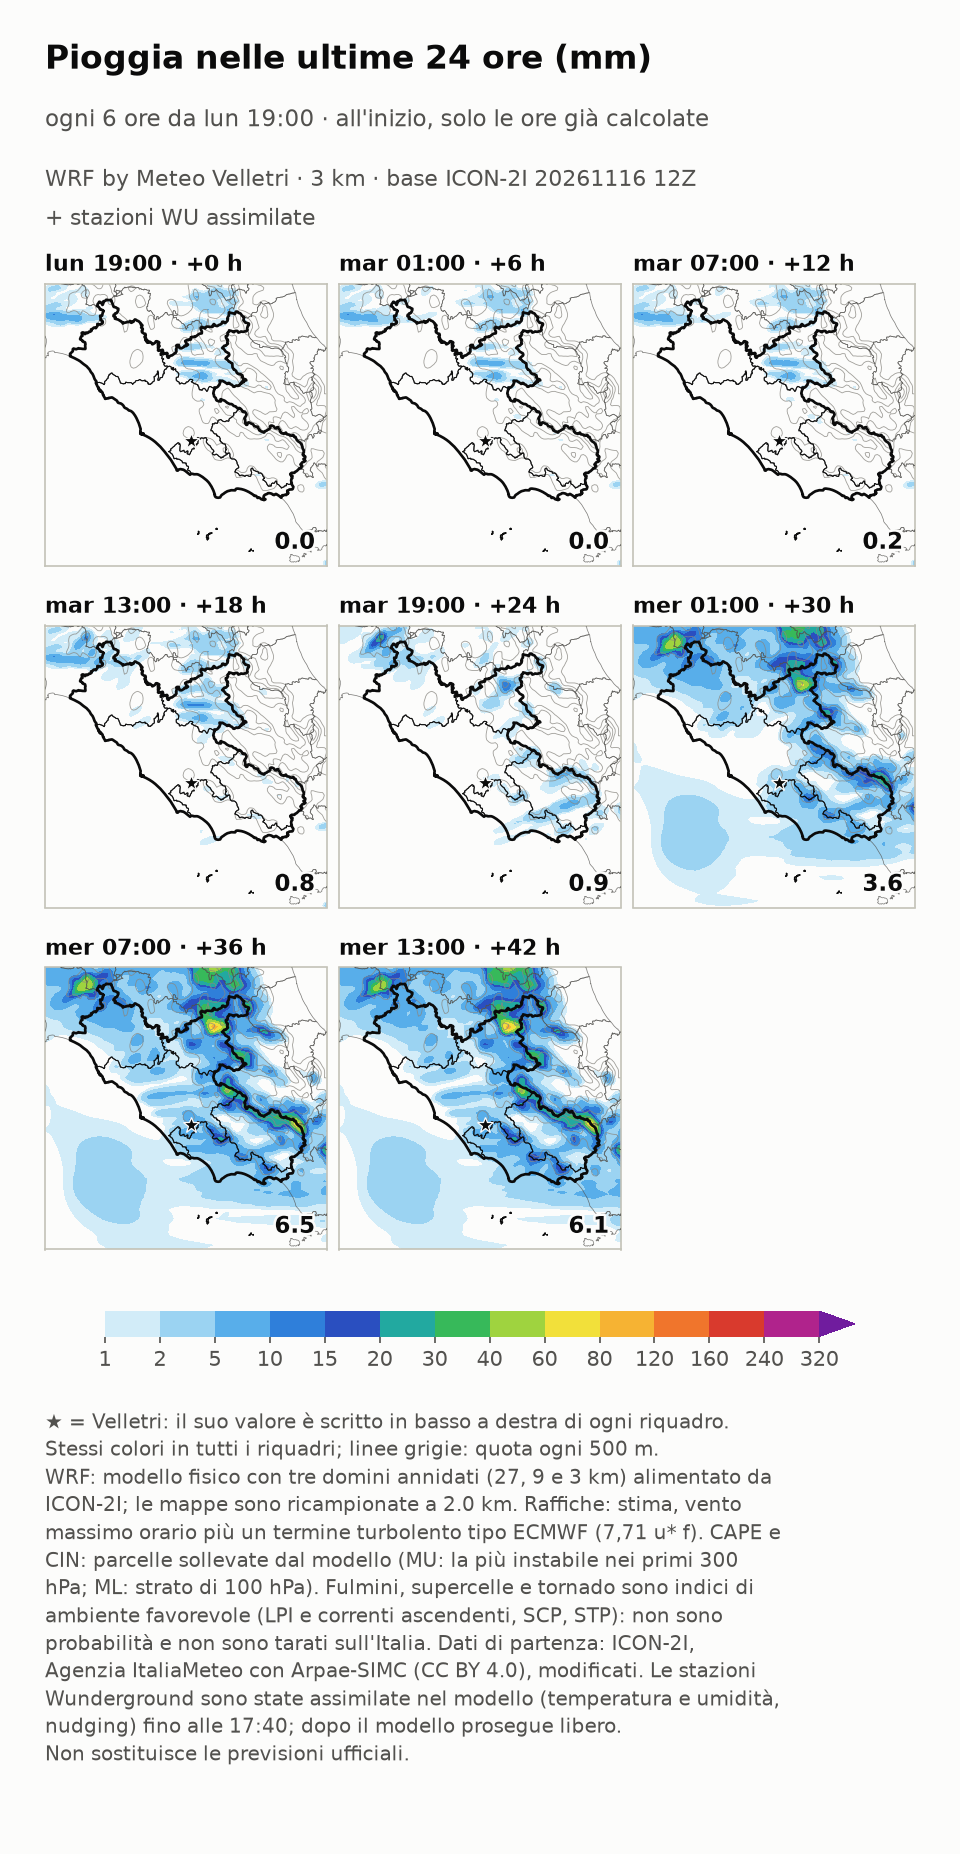 Pioggia nelle ultime 24 ore (mm)
ogni 6 ore da lun 19:00 · all'inizio, solo le ore già calcolate
WRF by Meteo Velletri · 3 km · base ICON-2I 20261116 12Z
+ stazioni WU assimilate
lun 19:00 · +0 h
mar 01:00 · +6 h
mar 07:00 · +12 h
0.0
0.0
0.2
mar 13:00 · +18 h
mar 19:00 · +24 h
mer 01:00 · +30 h
0.8
0.9
3.6
mer 07:00 · +36 h
mer 13:00 · +42 h
6.5
6.1
1 2 5 10 15 20 30 40 60 80 120 160 240 320
★ = Velletri: il suo valore è scritto in basso a destra di ogni riquadro.
Stessi colori in tutti i riquadri; linee grigie: quota ogni 500 m.
WRF: modello fisico con tre domini annidati (27, 9 e 3 km) alimentato da
ICON-2I; le mappe sono ricampionate a 2.0 km. Raffiche: stima, vento
massimo orario più un termine turbolento tipo ECMWF (7,71 u* f). CAPE e
CIN: parcelle sollevate dal modello (MU: la più instabile nei primi 300
hPa; ML: strato di 100 hPa). Fulmini, supercelle e tornado sono indici di
ambiente favorevole (LPI e correnti ascendenti, SCP, STP): non sono
probabilità e non sono tarati sull'Italia. Dati di partenza: ICON-2I,
Agenzia ItaliaMeteo con Arpae-SIMC (CC BY 4.0), modificati. Le stazioni
Wunderground sono state assimilate nel modello (temperatura e umidità,
nudging) fino alle 17:40; dopo il modello prosegue libero.
Non sostituisce le previsioni ufficiali.